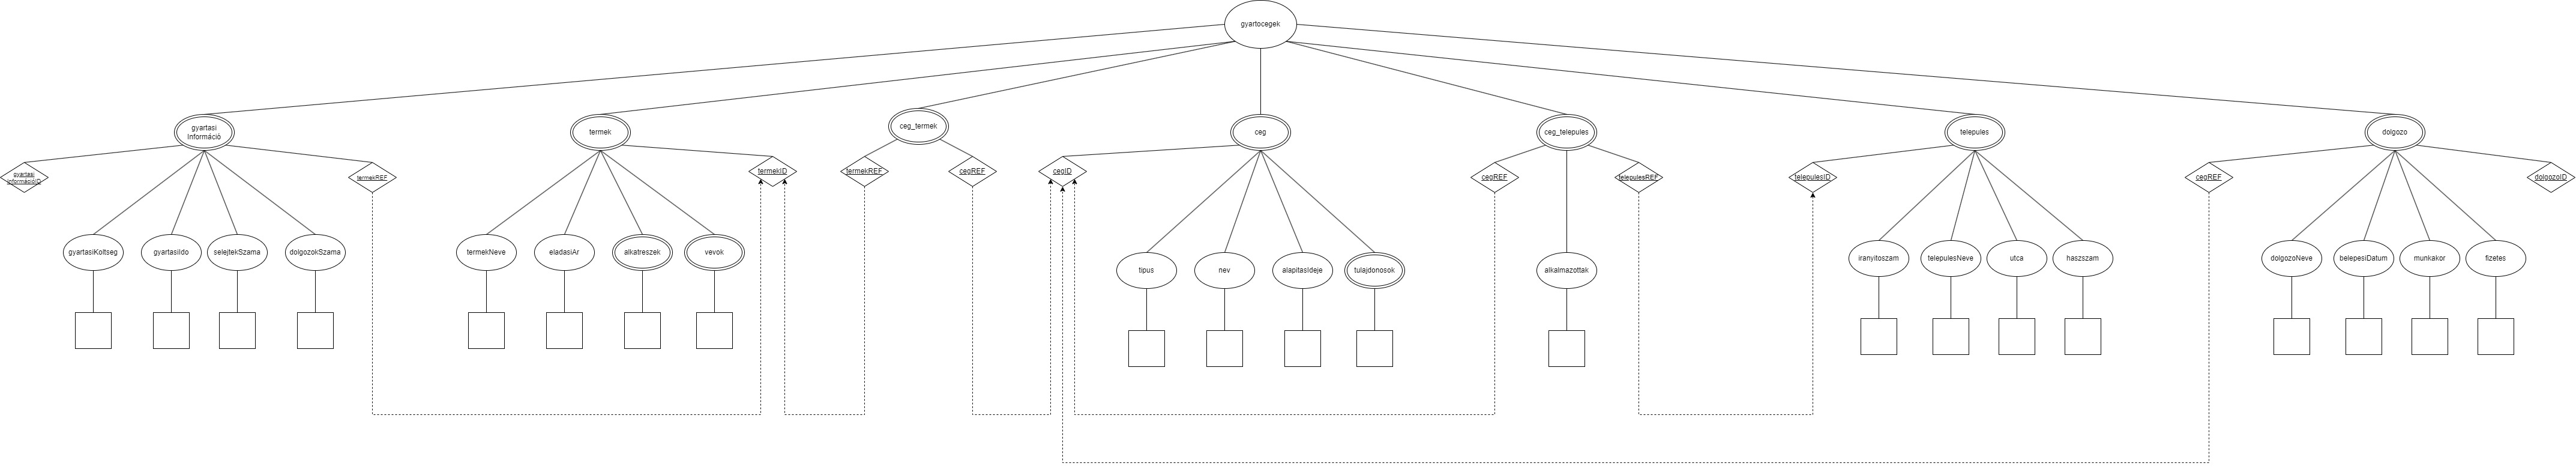 gyartocegek
gyartasi
Információ
termek
ceg_termek
ceg
ceg_telepules
telepules
dolgozo
gyártási
InformációID
termekREF
termekID
termekREF
cegREF
cegID
cegREF
telepulesREF
telepulesID
cegREF
dolgozoID
gyartasiKoltseg
gyartasiIdo
selejtekSzama
dolgozokSzama
termekNeve
eladasiAr
alkatreszek
vevok
tipus
nev
alapitasIdeje
tulajdonosok
alkalmazottak
iranyitoszam
telepulesNeve
utca
haszszam
dolgozoNeve
belepesiDatum
munkakor
fizetes